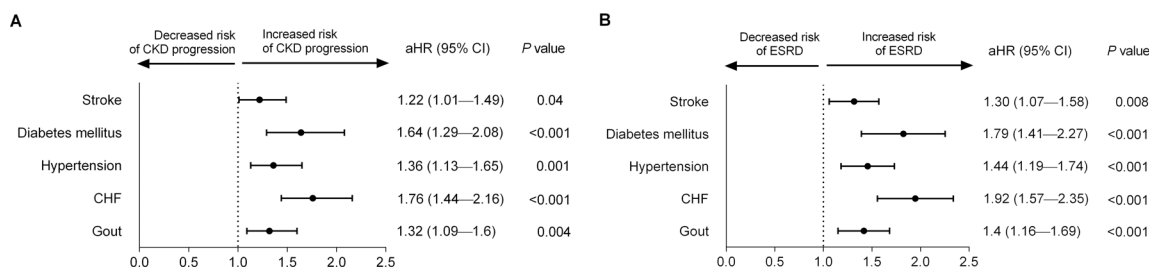 A
Decreased risk
of CKD progression
Increased risk
of CKD progression
aHR (95% CI)
P value
Stroke
1.22 (1.01—1.49)
0.04
Diabetes mellitus
1.64 (1.29—2.08)
<0.001
Hypertension
1.36 (1.13—1.65)
0.001
CHF
1.76 (1.44—2.16)
<0.001
Gout
1.32 (1.09—1.6)
0.004
0.0 0.5 1.0 1.5 2.0 2.5
B
Decreased risk
of ESRD
Increased risk
of ESRD
aHR (95% CI)
P value
Stroke
1.30 (1.07—1.58)
0.008
Diabetes mellitus
1.79 (1.41—2.27)
<0.001
Hypertension
1.44 (1.19—1.74)
<0.001
CHF
1.92 (1.57—2.35)
<0.001
Gout
1.4 (1.16—1.69)
<0.001
0.0 0.5 1.0 1.5 2.0 2.5